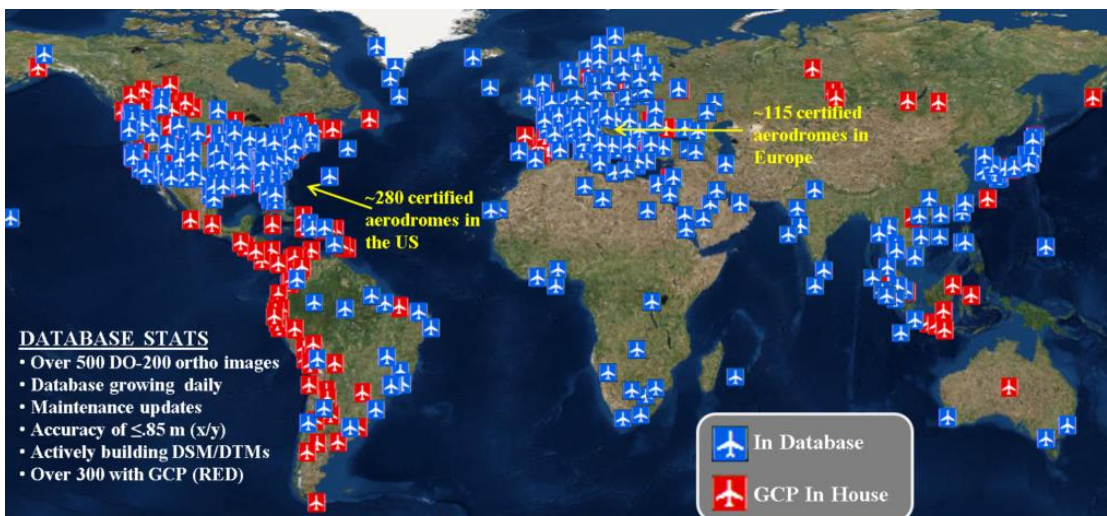 ~115 certified
aerodromes in
Europe
~280 certified
aerodromes in
the US
DATABASE STATS
• Over 500 DO-200 ortho images
• Database growing daily
• Maintenance updates
• Accuracy of ≤.85 m (x/y)
• Actively building DSM/DTMs
• Over 300 with GCP (RED)
In Database
GCP In House